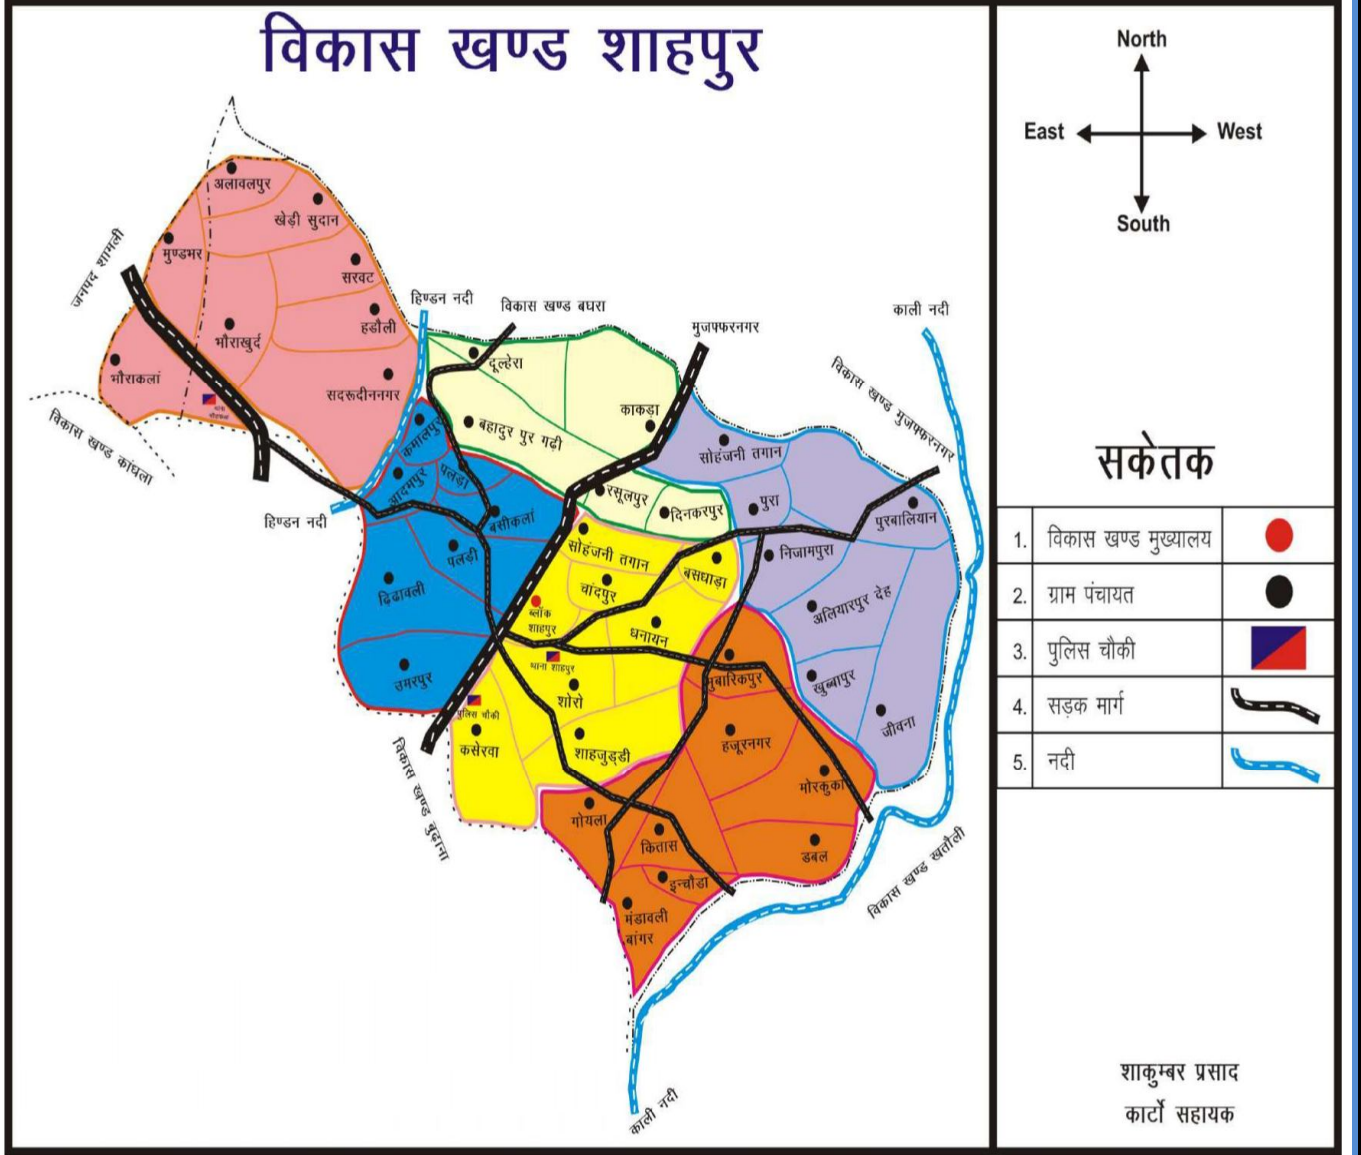 विकास खण्ड शाहपुर
North
East
West
South
अलावलपुर
खेड़ी सुदान
मुण्डभर
सरवट
जनपद शामली
हडौली
भौराखुर्द
भौराकलां
सदरूदीननगर
विकास खण्ड कांधला
हिण्डन नदी
विकास खण्ड बघरा
मुजफ्फरनगर
काली नदी
विकास खण्ड मुजफ्फरनगर
दूल्हेरा
काकड़ा
बहादुर पुर गढ़ी
कमालपुर
आदमपुर
पलड़ा
बसीकलां
सोहंजनी तगान
रसूलपुर
दिनकरपुर
पुरा
पुरबालियान
हिण्डन नदी
पलड़ी
सोहंजनी तगान
निजामपुरा
बसधाड़ा
ढिढावली
चांदपुर
अलियारपुर देह
ब्लॉक
शाहपुर
धनायन
थाना शाहपुर
उमरपुर
मुबारिकपुर
खुब्बापुर
शोरो
पुलिस चौकी
जीवना
कसेरवा
शाहजुड्डी
हजूरनगर
मोरकुका
विकास खण्ड बुढ़ाना
गोयला
कितास
डबल
इन्चौडा
विकास खण्ड खतौली
मंडावली
बांगर
काली नदी
सकेतक
1. विकास खण्ड मुख्यालय
2. ग्राम पंचायत
3. पुलिस चौकी
4. सड़क मार्ग
5. नदी
शाकुम्बर प्रसाद
कार्टो सहायक